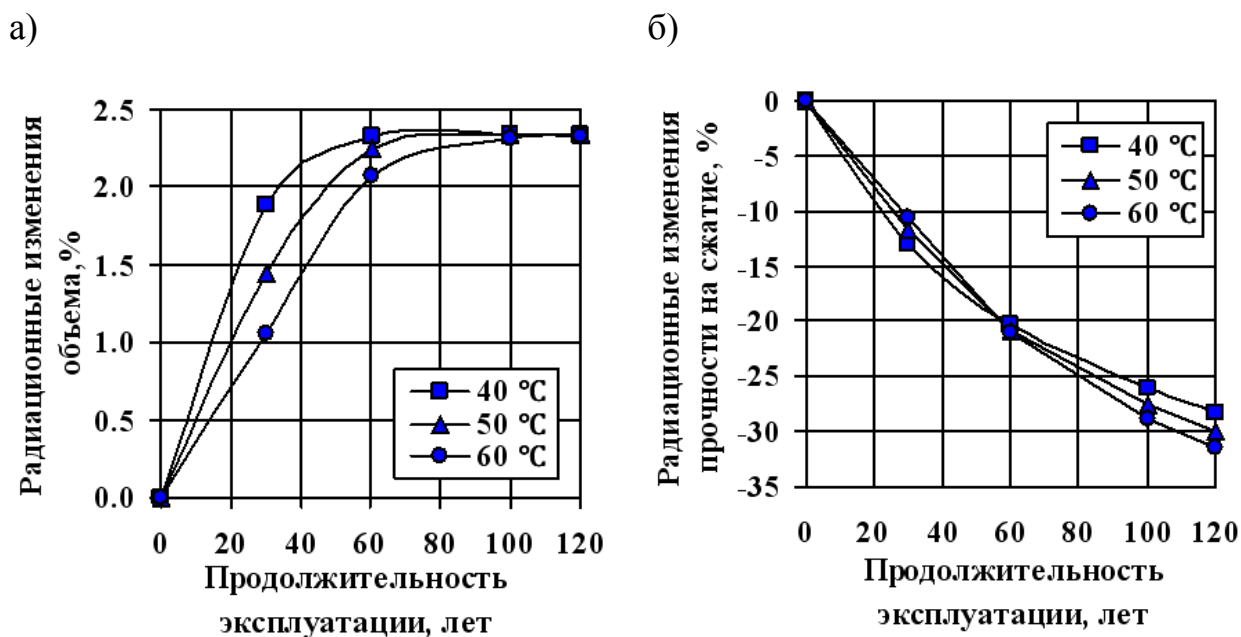 а)
б)
Радиационные изменения
объема,%
2.5
2.0
1.5
1.0
0.5
0.0
0 20 40 60 80 100 120
40 °C
50 °C
60 °C
Продолжительность
эксплуатации, лет
Радиационные изменения
прочности на сжатие, %
0
-5
-10
-15
-20
-25
-30
-35
0 20 40 60 80 100 120
40 °C
50 °C
60 °C
Продолжительность
эксплуатации, лет